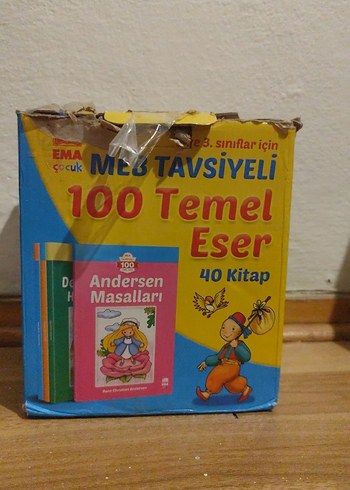 EMA
çocuk
3. sınıflar için
MEB TAVSİYELİ
100 Temel
Eser
40 Kitap
100
Andersen
Masalları